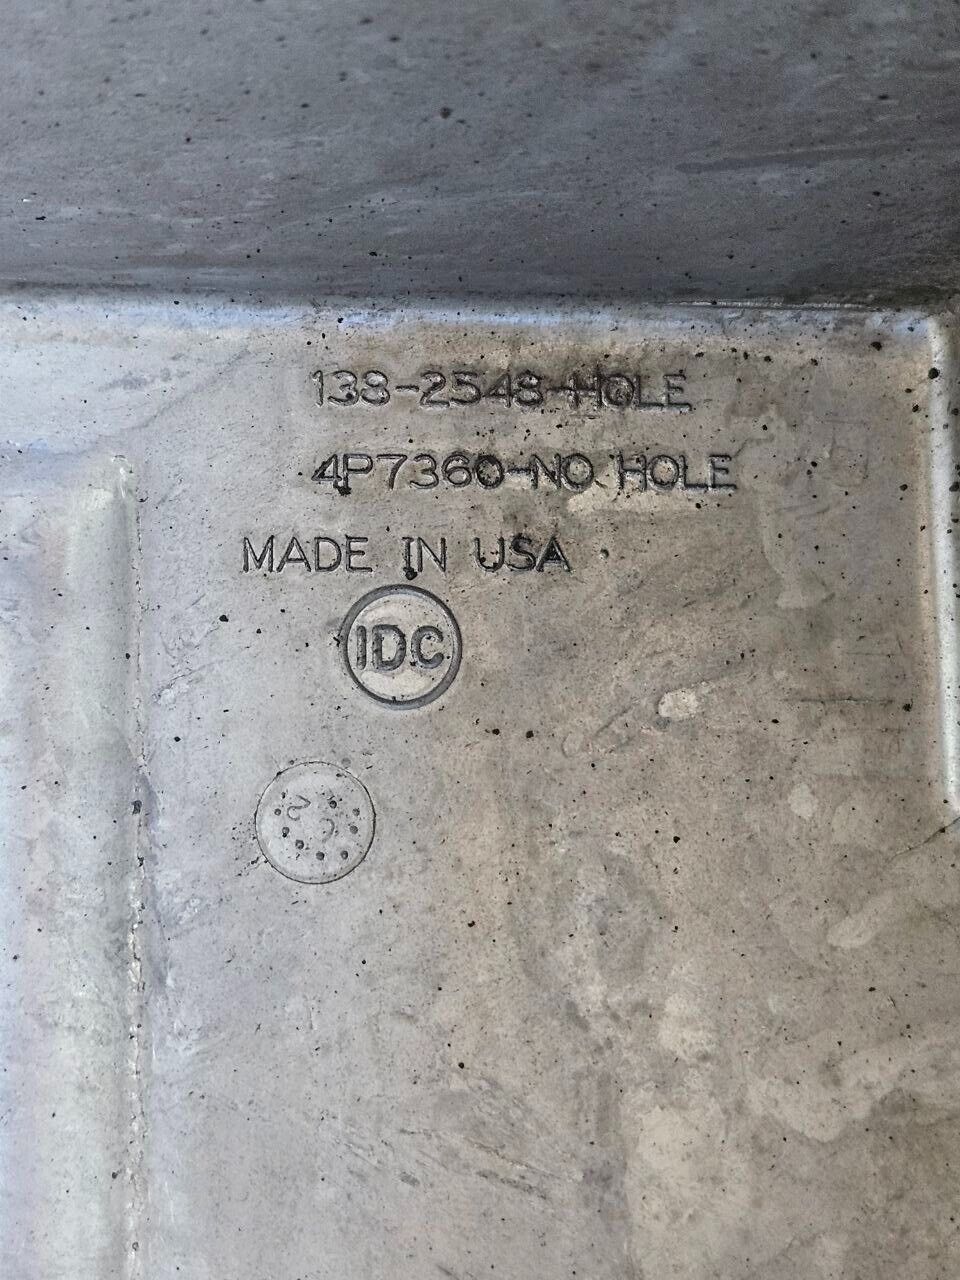 138-2548-HOLE
4P7360-NO HOLE
MADE IN USA
IDC